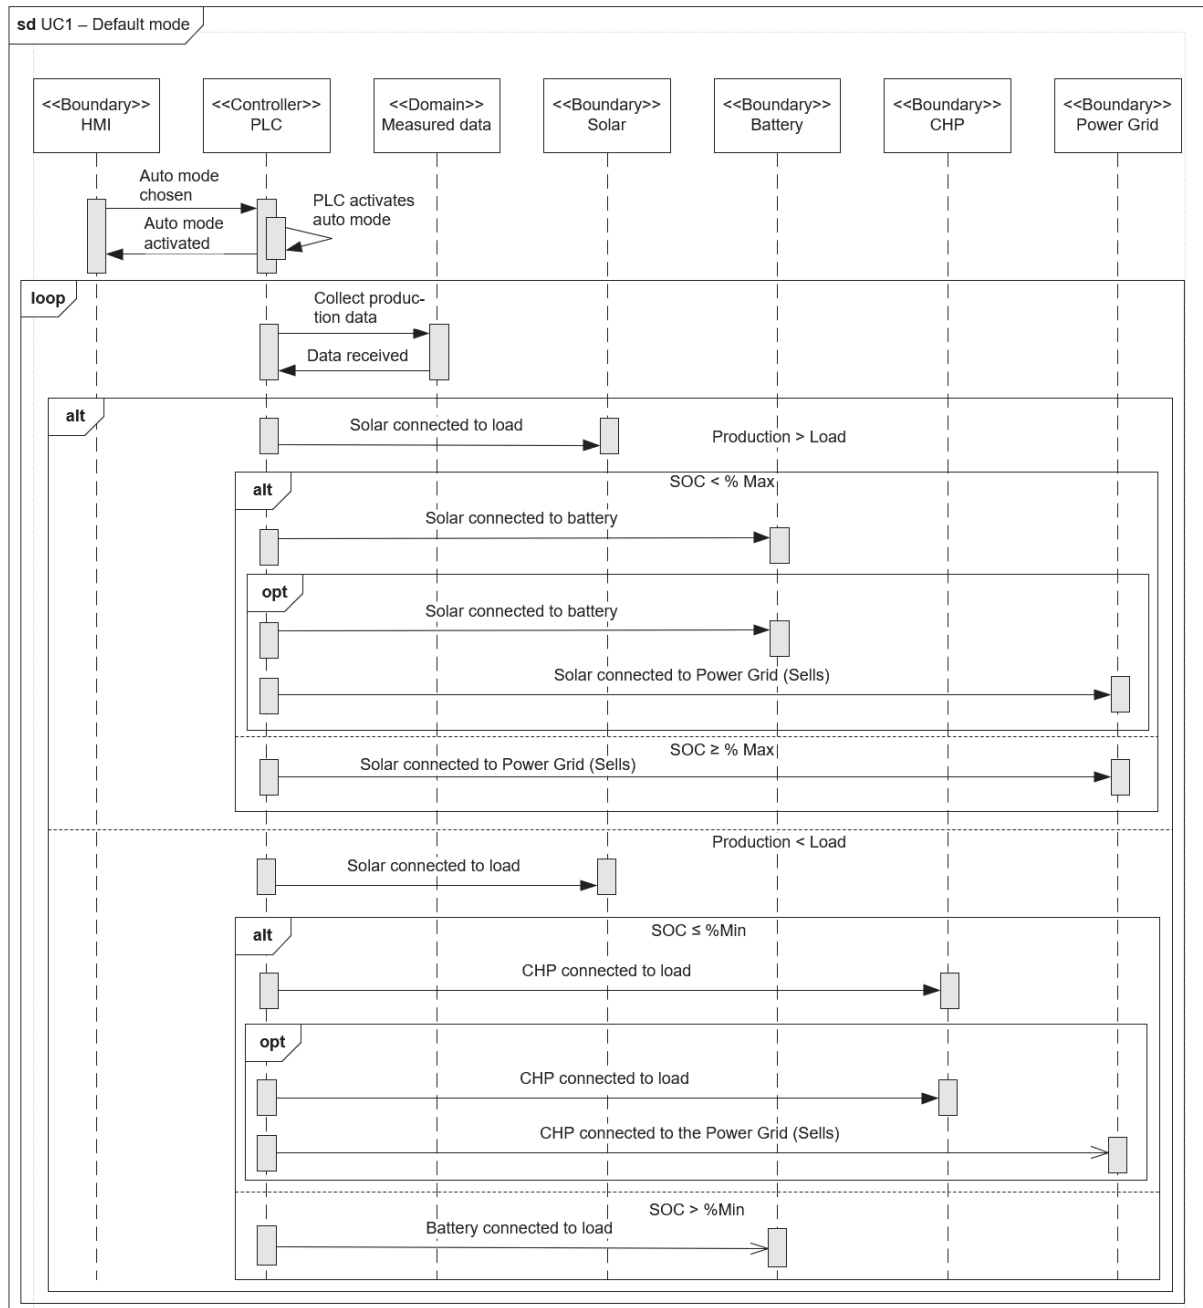 sd UC1 – Default mode
<<Boundary>>
HMI
<<Controller>>
PLC
<<Domain>>
Measured data
<<Boundary>>
Solar
<<Boundary>>
Battery
<<Boundary>>
CHP
<<Boundary>>
Power Grid
Auto mode
chosen
PLC activates
auto mode
Auto mode
activated
loop
Collect produc-
tion data
Data received
alt
Solar connected to load
Production > Load
alt
SOC < % Max
Solar connected to battery
opt
Solar connected to battery
Solar connected to Power Grid (Sells)
SOC ≥ % Max
Solar connected to Power Grid (Sells)
Production < Load
Solar connected to load
alt
SOC ≤ %Min
CHP connected to load
opt
CHP connected to load
CHP connected to the Power Grid (Sells)
SOC > %Min
Battery connected to load